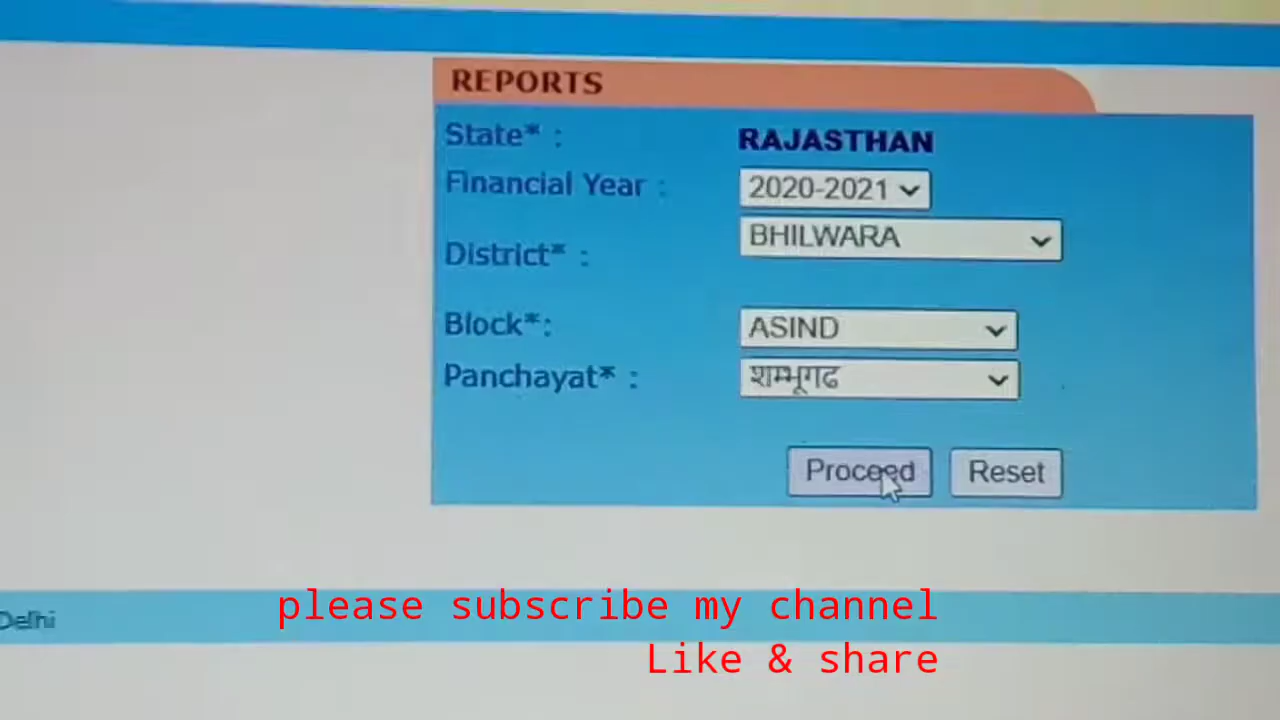 REPORTS
State* : RAJASTHAN
Financial Year : 2020-2021
District* : BHILWARA
Block*: ASIND
Panchayat* : शम्भूगढ
Proceed Reset
Delhi
please subscribe my channel
Like & share